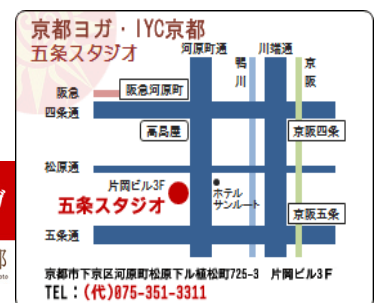 京都ヨガ・IYC京都
五条スタジオ
河原町通
川端通
鴨川
京阪
阪急
阪急河原町
四条通
高島屋
京阪四条
松原通
片岡ビル3F
五条スタジオ
ホテル
サンルート
京阪五条
五条通
京都市下京区河原町松原下ル植松町725-3 片岡ビル3F
TEL：(代)075-351-3311